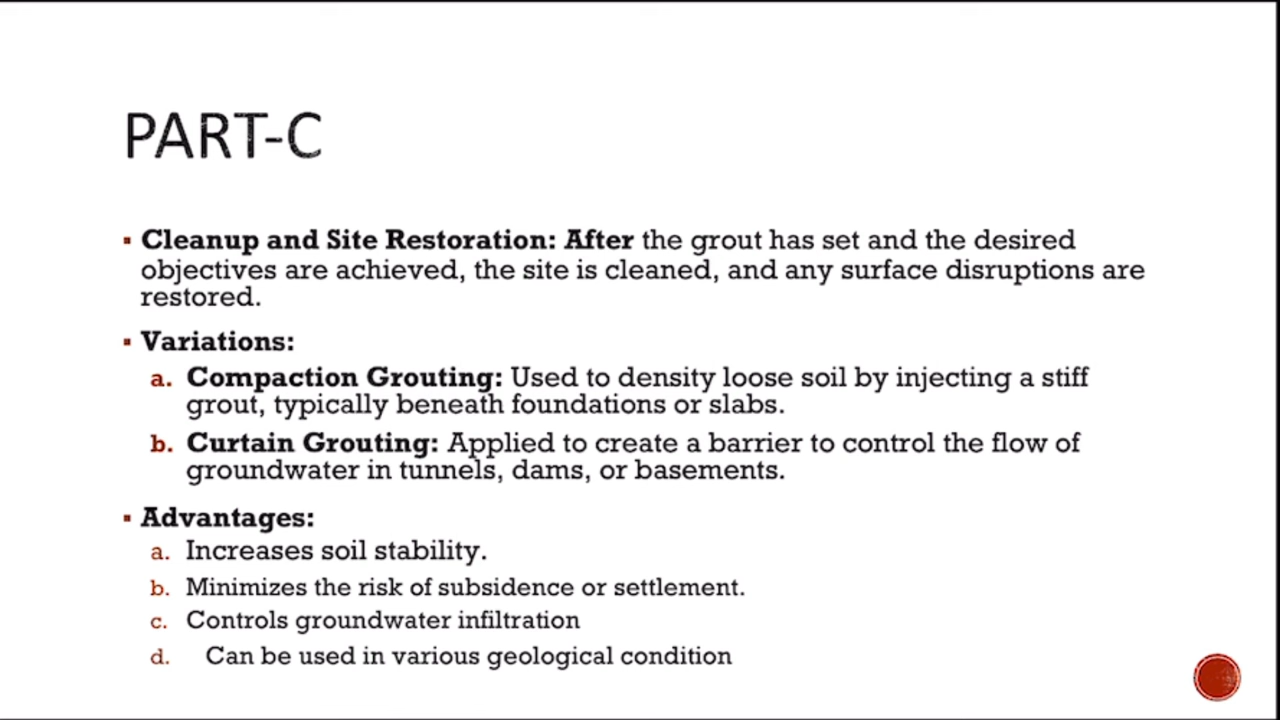 PART-C
▪ Cleanup and Site Restoration: After the grout has set and the desired
objectives are achieved, the site is cleaned, and any surface disruptions are
restored.
▪ Variations:
a. Compaction Grouting: Used to density loose soil by injecting a stiff
grout, typically beneath foundations or slabs.
b. Curtain Grouting: Applied to create a barrier to control the flow of
groundwater in tunnels, dams, or basements.
▪ Advantages:
a. Increases soil stability.
b. Minimizes the risk of subsidence or settlement.
c. Controls groundwater infiltration
d. Can be used in various geological condition